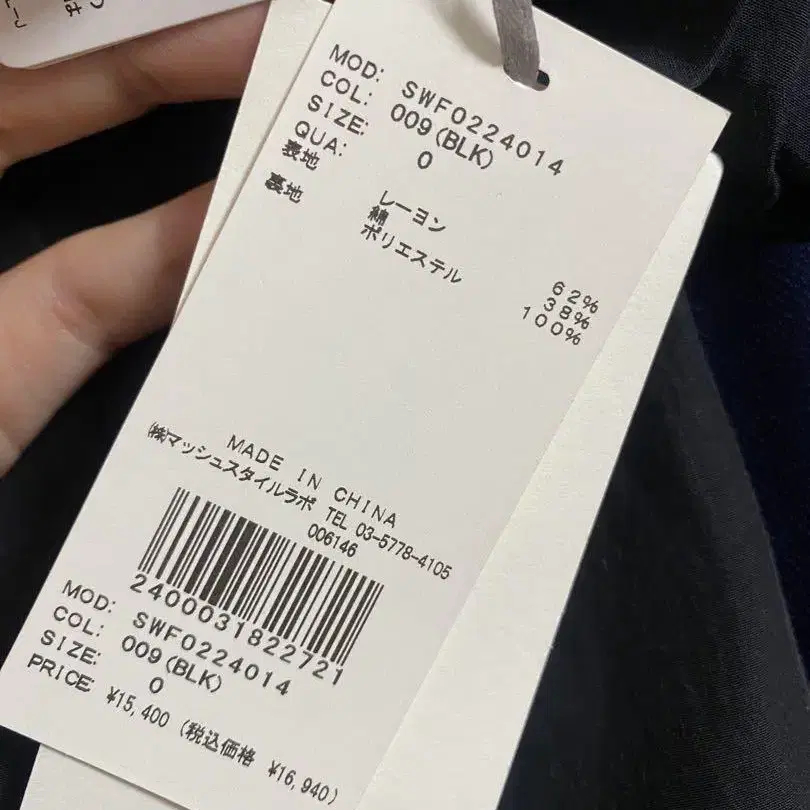 MOD: SWF0224014
COL: 009(BLK)
SIZE: 0
QUA:
表地 レーヨン 62%
綿 38%
裏地 ポリエステル 100%
MADE IN CHINA
㈱マッシュスタイルラボ TEL 03-5778-4105
006146
2400031822721
MOD: SWF0224014
COL: 009(BLK)
SIZE: 0
PRICE: ¥15,400 (税込価格 ¥16,940)